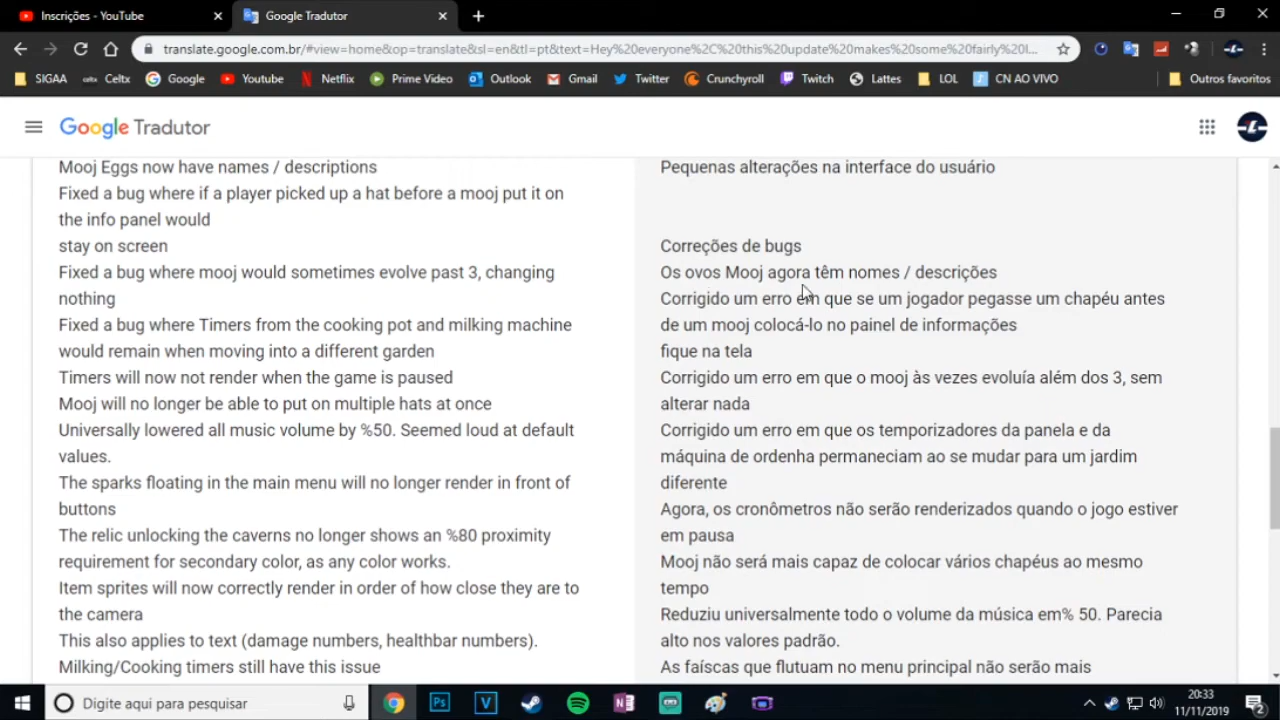 Inscrições - YouTube
Google Tradutor
translate.google.com.br/#view=home&op=translate&sl=en&tl=pt&text=Hey%20everyone%2C%20this%20update%20makes%20some%20fairly%20l...
SIGAA
celtx Celtx
Google
Youtube
Netflix
Prime Video
Outlook
Gmail
Twitter
Crunchyroll
Twitch
Lattes
LOL
CN AO VIVO
Outros favoritos
Google Tradutor
Mooj Eggs now have names / descriptions
Fixed a bug where if a player picked up a hat before a mooj put it on
the info panel would
stay on screen
Fixed a bug where mooj would sometimes evolve past 3, changing
nothing
Fixed a bug where Timers from the cooking pot and milking machine
would remain when moving into a different garden
Timers will now not render when the game is paused
Mooj will no longer be able to put on multiple hats at once
Universally lowered all music volume by %50. Seemed loud at default
values.
The sparks floating in the main menu will no longer render in front of
buttons
The relic unlocking the caverns no longer shows an %80 proximity
requirement for secondary color, as any color works.
Item sprites will now correctly render in order of how close they are to
the camera
This also applies to text (damage numbers, healthbar numbers).
Milking/Cooking timers still have this issue
Pequenas alterações na interface do usuário
Correções de bugs
Os ovos Mooj agora têm nomes / descrições
Corrigido um erro em que se um jogador pegasse um chapéu antes
de um mooj colocá-lo no painel de informações
fique na tela
Corrigido um erro em que o mooj às vezes evoluía além dos 3, sem
alterar nada
Corrigido um erro em que os temporizadores da panela e da
máquina de ordenha permaneciam ao se mudar para um jardim
diferente
Agora, os cronômetros não serão renderizados quando o jogo estiver
em pausa
Mooj não será mais capaz de colocar vários chapéus ao mesmo
tempo
Reduziu universalmente todo o volume da música em% 50. Parecia
alto nos valores padrão.
As faíscas que flutuam no menu principal não serão mais
Digite aqui para pesquisar
Ps
V
N
20:33
11/11/2019
2